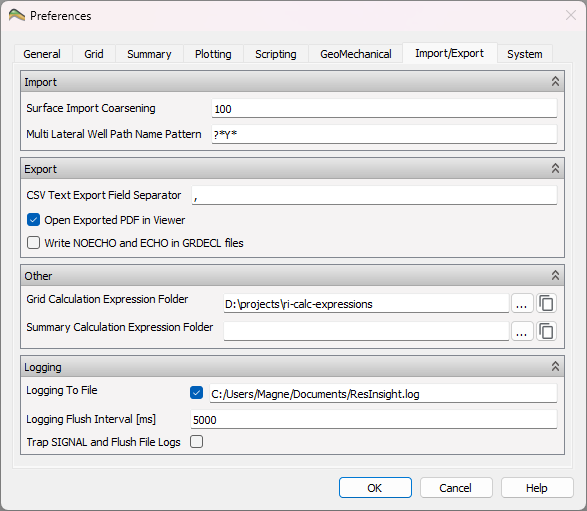 Preferences
General Grid Summary Plotting Scripting GeoMechanical Import/Export System
Import
Surface Import Coarsening 100
Multi Lateral Well Path Name Pattern ?*Y*
Export
CSV Text Export Field Separator ,
Open Exported PDF in Viewer
Write NOECHO and ECHO in GRDECL files
Other
Grid Calculation Expression Folder D:\projects\ri-calc-expressions ...
Summary Calculation Expression Folder ...
Logging
Logging To File C:/Users/Magne/Documents/ResInsight.log
Logging Flush Interval [ms] 5000
Trap SIGNAL and Flush File Logs
OK Cancel Help